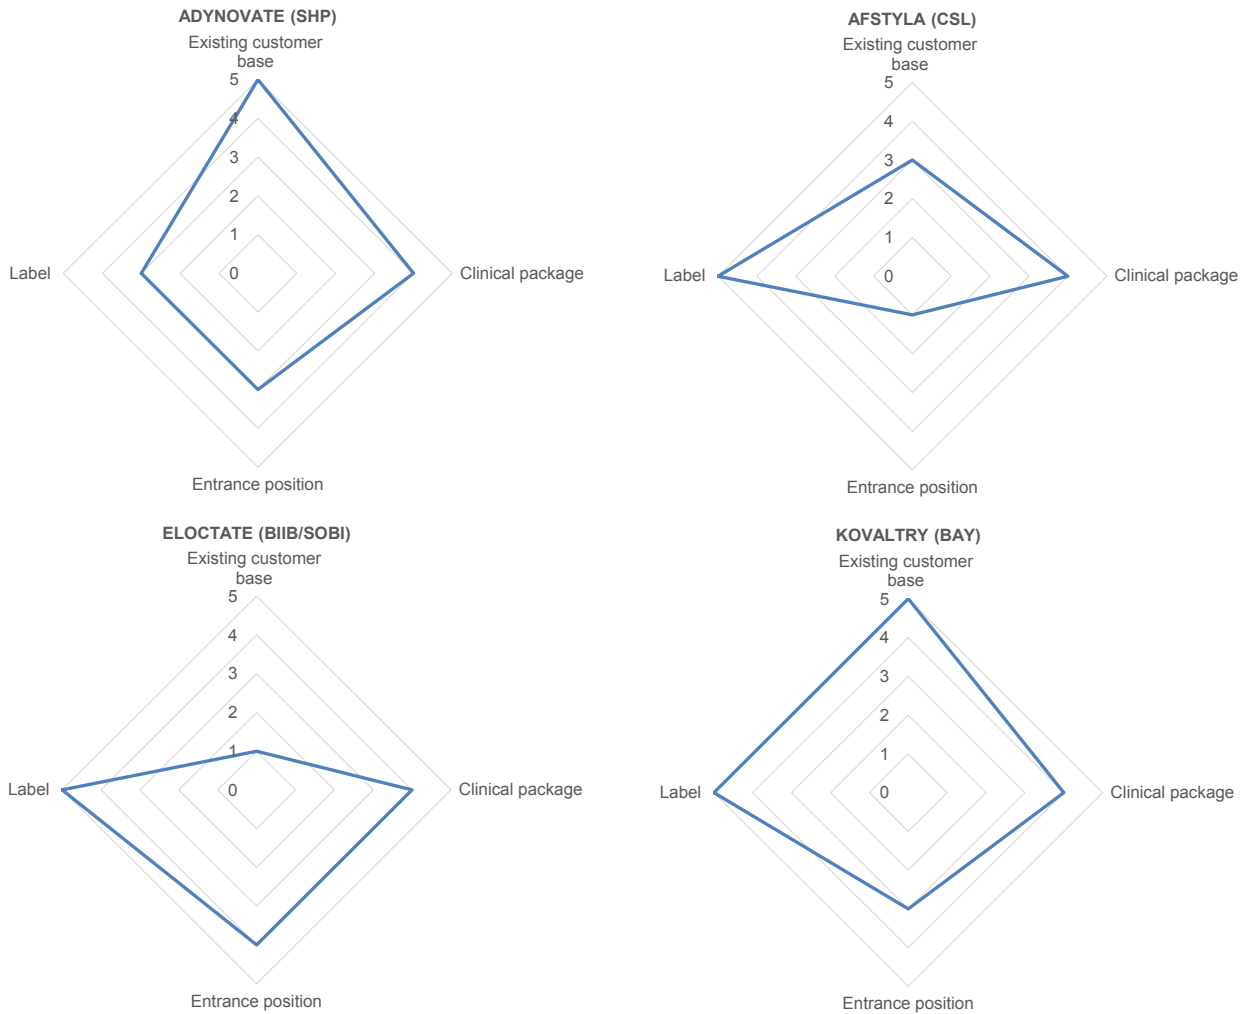 ADYNOVATE (SHP)
Existing customer
base
5
4
3
2
1
0
Label
Clinical package
Entrance position
AFSTYLA (CSL)
Existing customer
base
5
4
3
2
1
0
Label
Clinical package
Entrance position
ELOCTATE (BIIB/SOBI)
Existing customer
base
5
4
3
2
1
0
Label
Clinical package
Entrance position
KOVALTRY (BAY)
Existing customer
base
5
4
3
2
1
0
Label
Clinical package
Entrance position